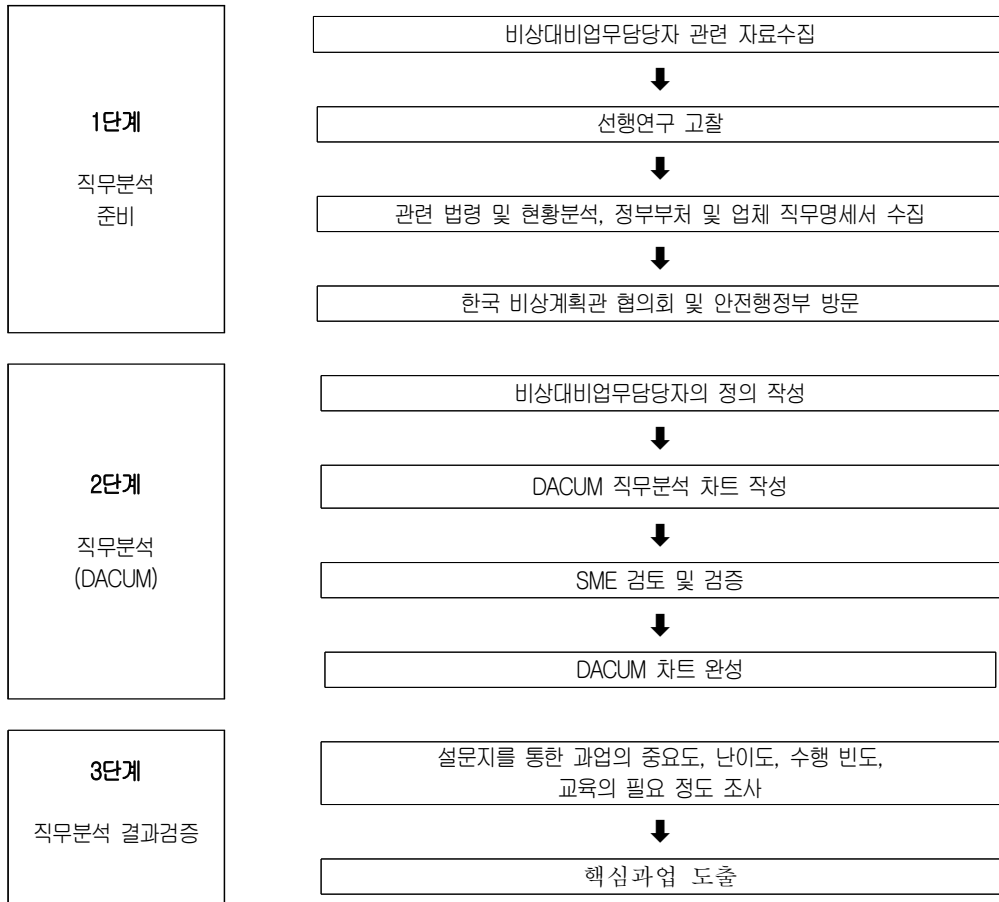 1단계
직무분석
준비
비상대비업무담당자 관련 자료수집
⬇
선행연구 고찰
⬇
관련 법령 및 현황분석, 정부부처 및 업체 직무명세서 수집
⬇
한국 비상계획관 협의회 및 안전행정부 방문
2단계
직무분석
(DACUM)
비상대비업무담당자의 정의 작성
⬇
DACUM 직무분석 차트 작성
⬇
SME 검토 및 검증
⬇
DACUM 차트 완성
3단계
직무분석 결과검증
설문지를 통한 과업의 중요도, 난이도, 수행 빈도,
교육의 필요 정도 조사
⬇
핵심과업 도출